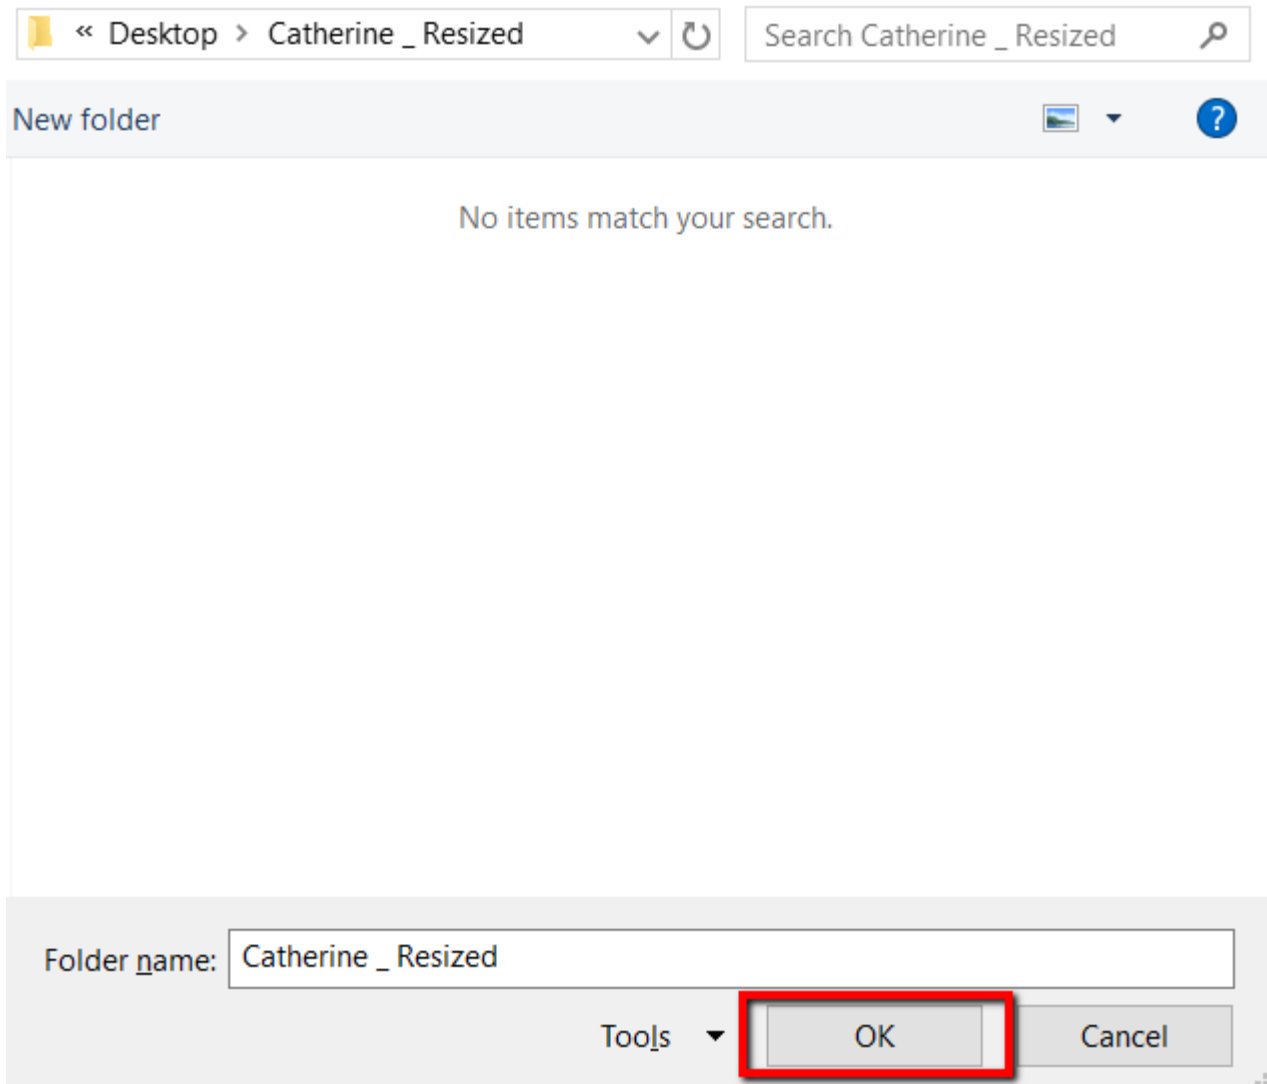 « Desktop > Catherine _ Resized
Search Catherine _ Resized
New folder
?
No items match your search.
Folder name: Catherine _ Resized
Tools OK Cancel